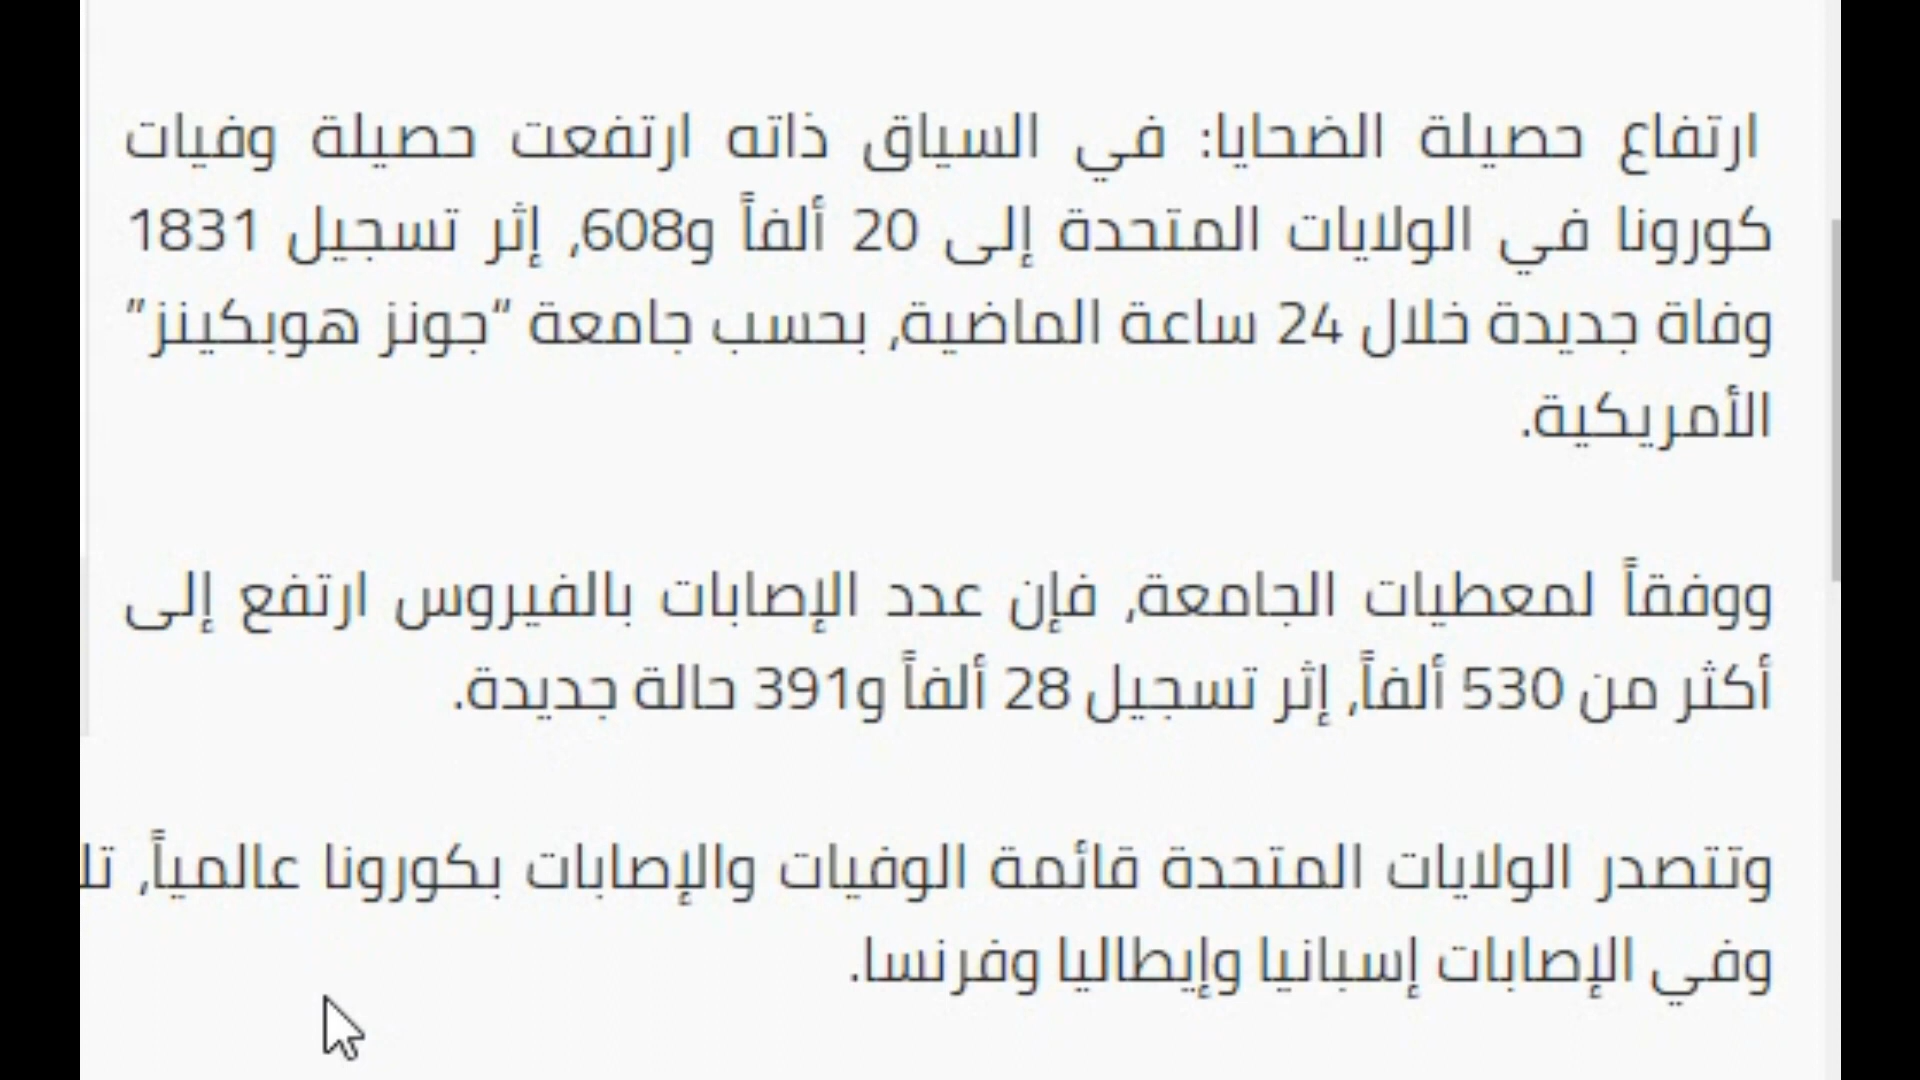 ارتفاع حصيلة الضحايا: في السياق ذاته ارتفعت حصيلة وفيات
كورونا في الولايات المتحدة إلى 20 ألفاً و608, إثر تسجيل 1831
وفاة جديدة خلال 24 ساعة الماضية, بحسب جامعة “جونز هوبكينز”
الأمريكية.
ووفقاً لمعطيات الجامعة, فإن عدد الإصابات بالفيروس ارتفع إلى
أكثر من 530 ألفاً, إثر تسجيل 28 ألفاً و391 حالة جديدة.
وتتصدر الولايات المتحدة قائمة الوفيات والإصابات بكورونا عالمياً,
وفي الإصابات إسبانيا وإيطاليا وفرنسا.